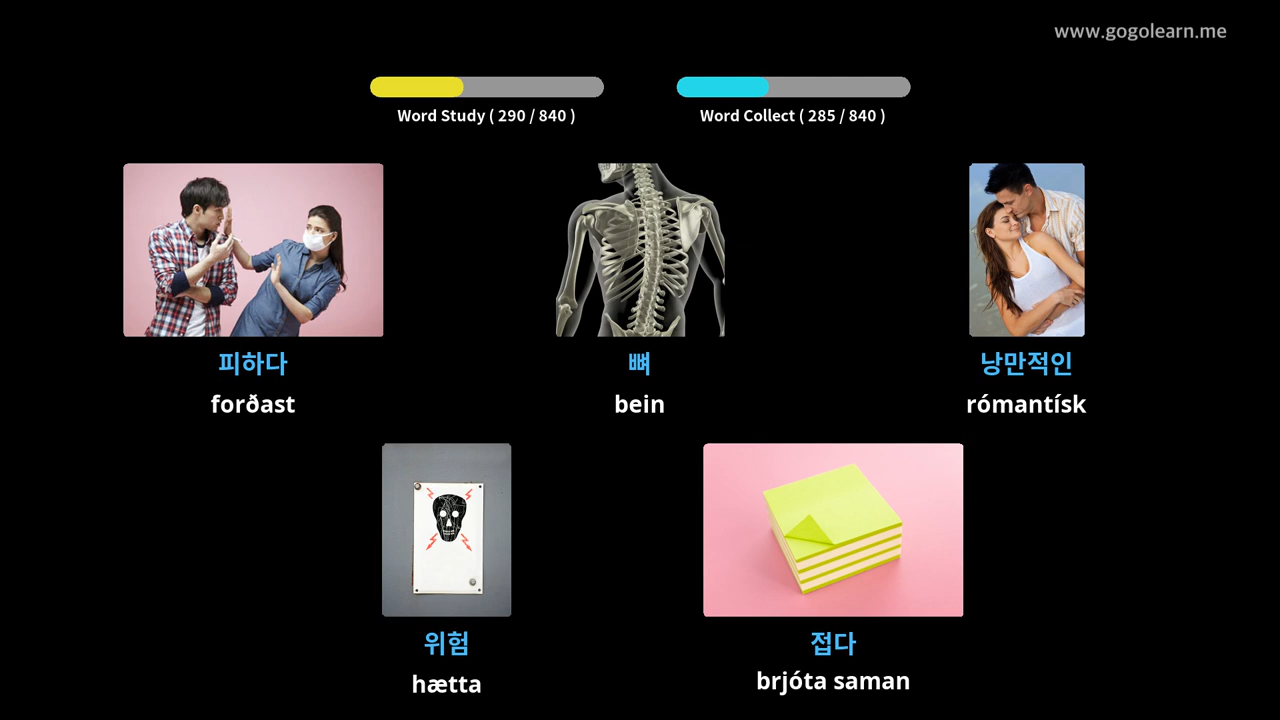 www.gogolearn.me
Word Study ( 290 / 840 )
Word Collect ( 285 / 840 )
피하다
forðast
뼈
bein
낭만적인
rómantísk
위험
hætta
접다
brjóta saman